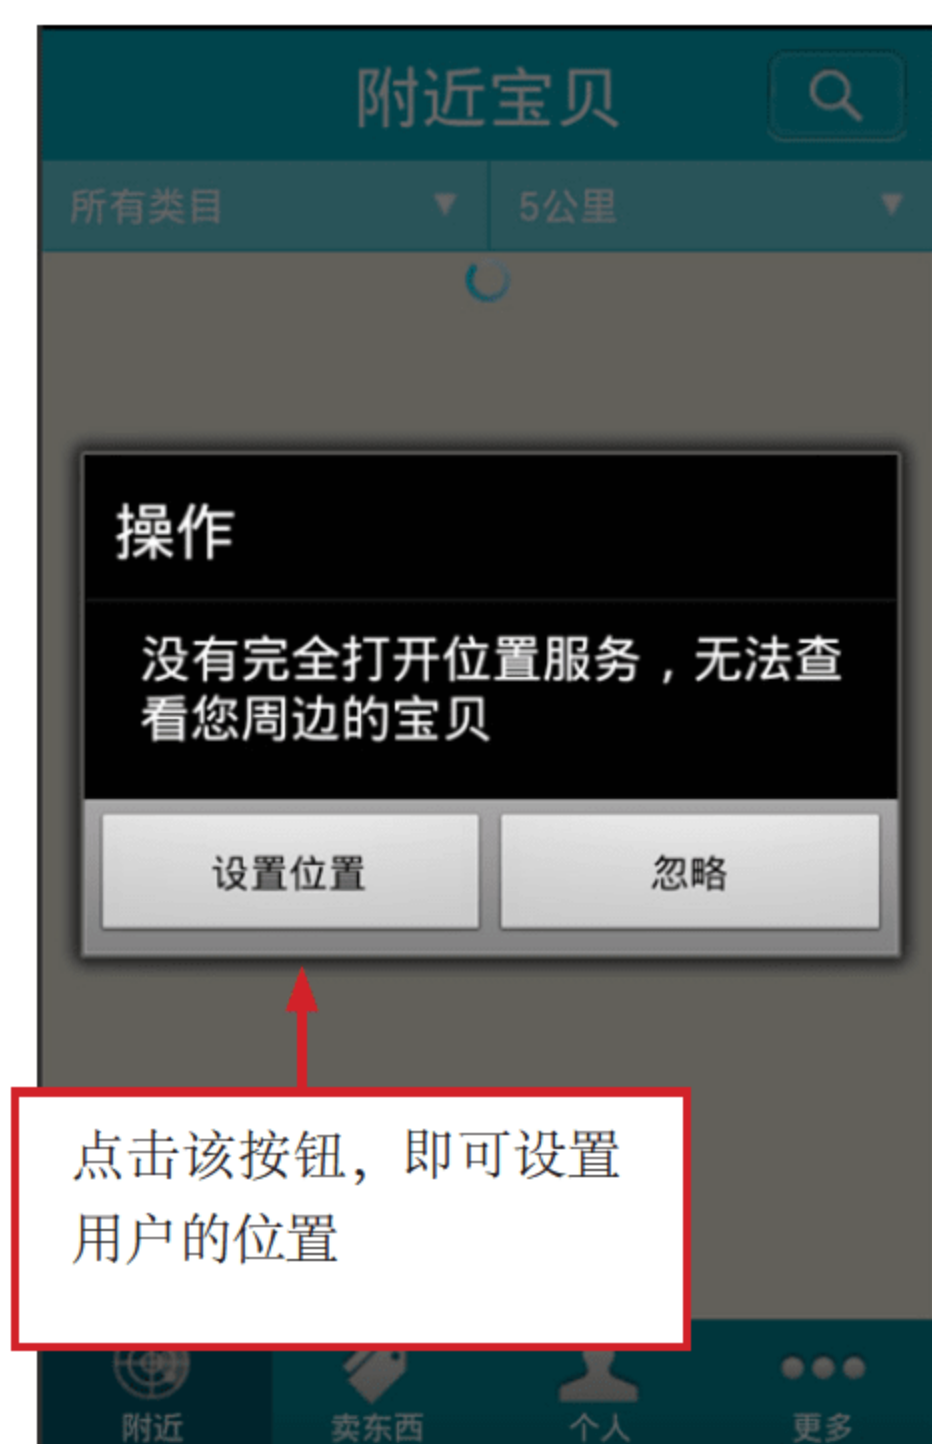 附近宝贝
所有类目
5公里
操作
没有完全打开位置服务，无法查
看您周边的宝贝
设置位置
忽略
点击该按钮，即可设置
用户的位置
附近
卖东西
个人
更多